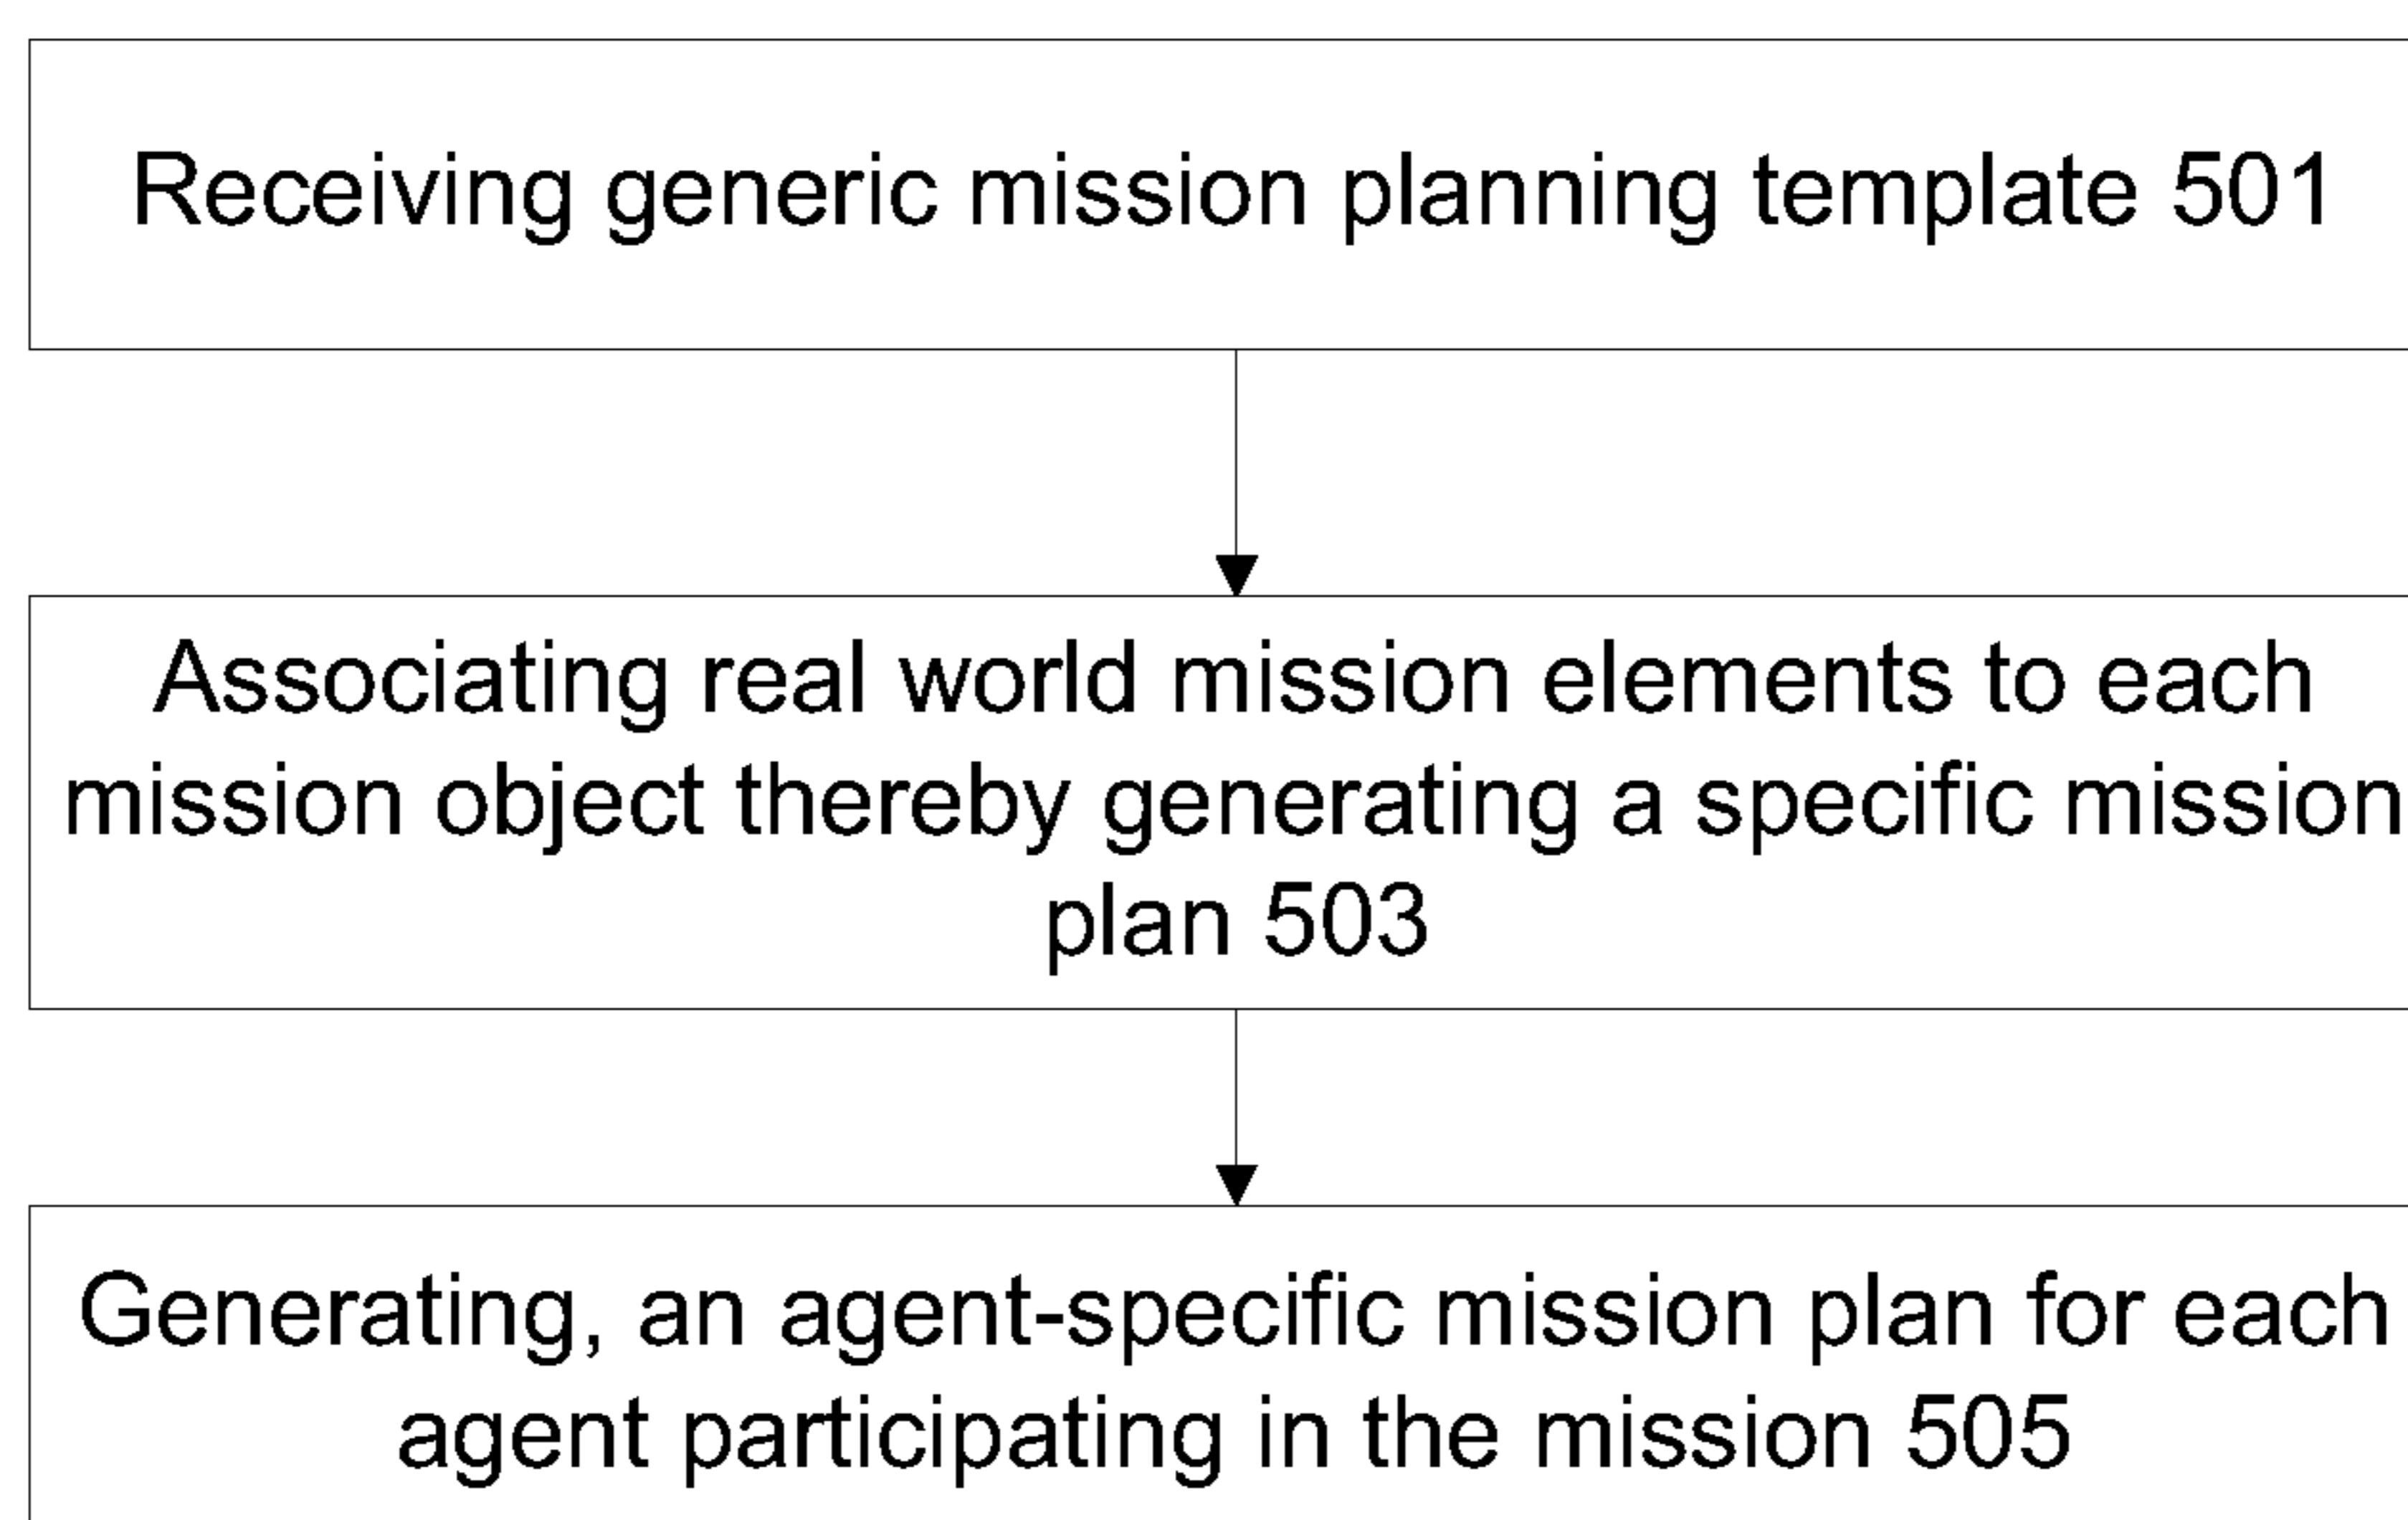 Receiving generic mission planning template 501
Associating real world mission elements to each
mission object thereby generating a specific mission
plan 503
Generating, an agent-specific mission plan for each
agent participating in the mission 505